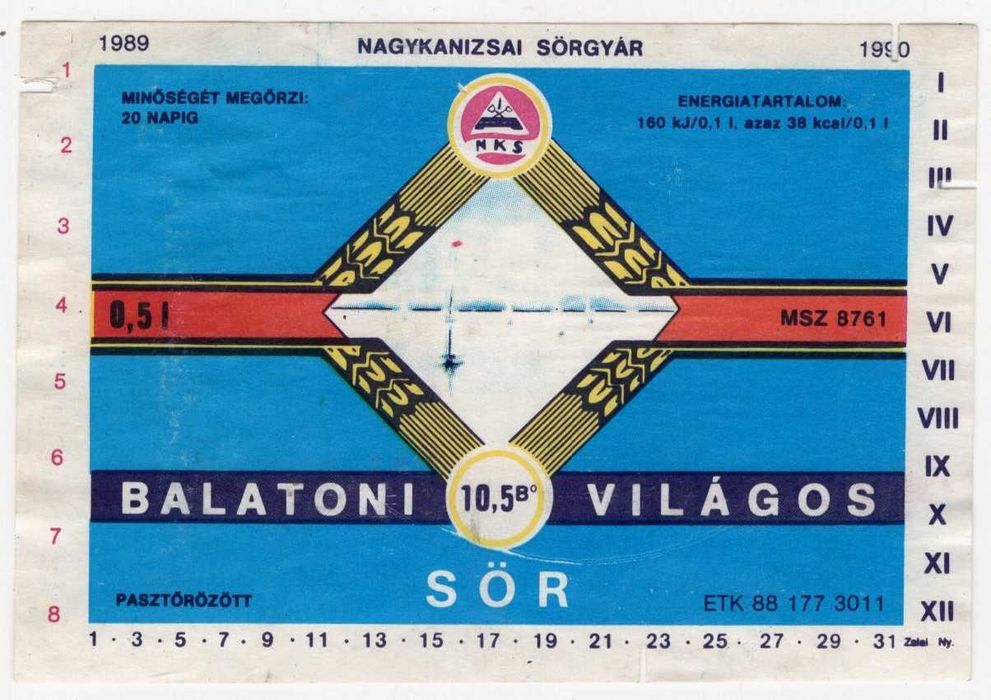 1989 NAGYKANIZSAI SÖRGYÁR 1990
MINŐSÉGÉT MEGŐRZI:
20 NAPIG
ENERGIATARTALOM:
160 kJ/0,1 l, azaz 38 kcal/0,1 l
NKS
0,5 l
MSZ 8761
BALATONI 10,5B° VILÁGOS
SÖR
PASZTŐRÖZÖTT
ETK 88 177 3011
1
2
3
4
5
6
7
8
I
II
III
IV
V
VI
VII
VIII
IX
X
XI
XII
1 · 3 · 5 · 7 · 9 · 11 · 13 · 15 · 17 · 19 · 21 · 23 · 25 · 27 · 29 · 31 Zalai Ny.